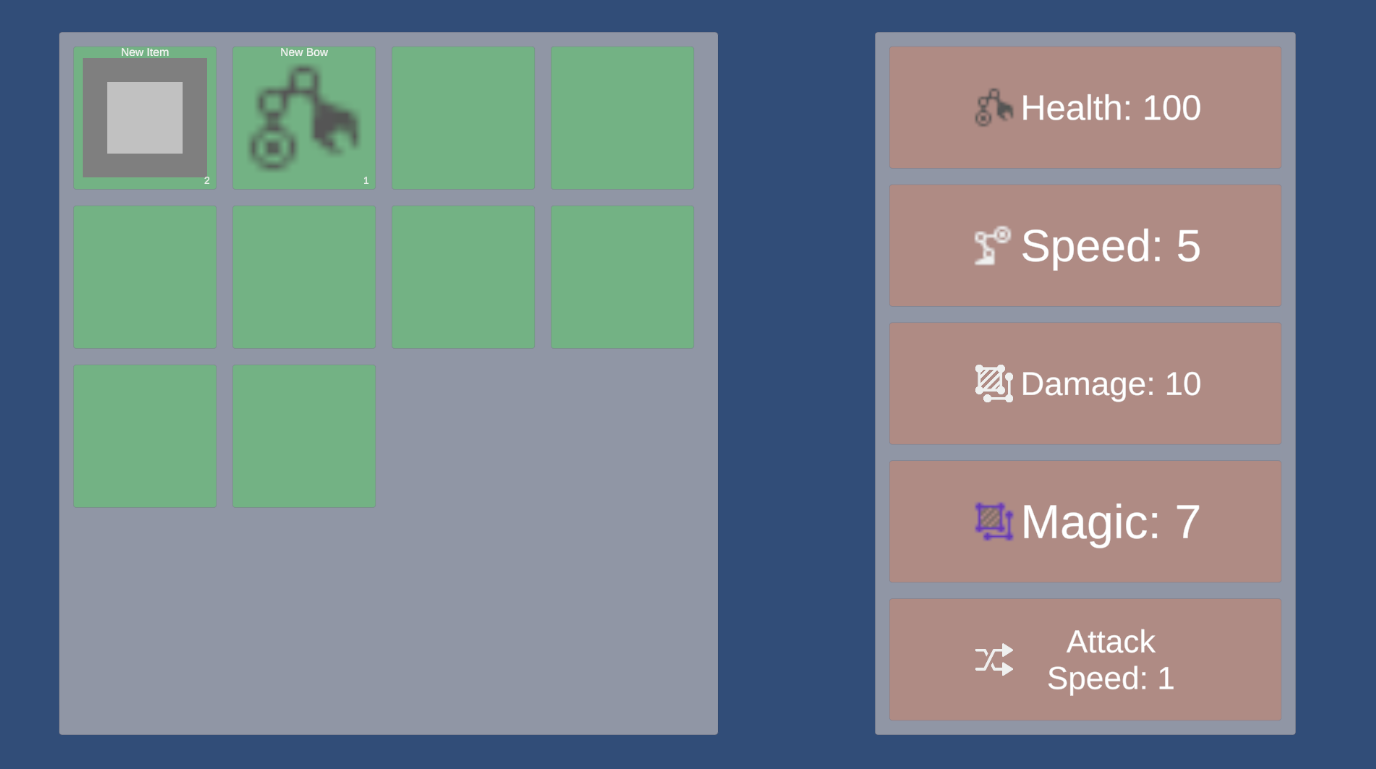 New Item
2
New Bow
1
Health: 100
Speed: 5
Damage: 10
Magic: 7
Attack
Speed: 1